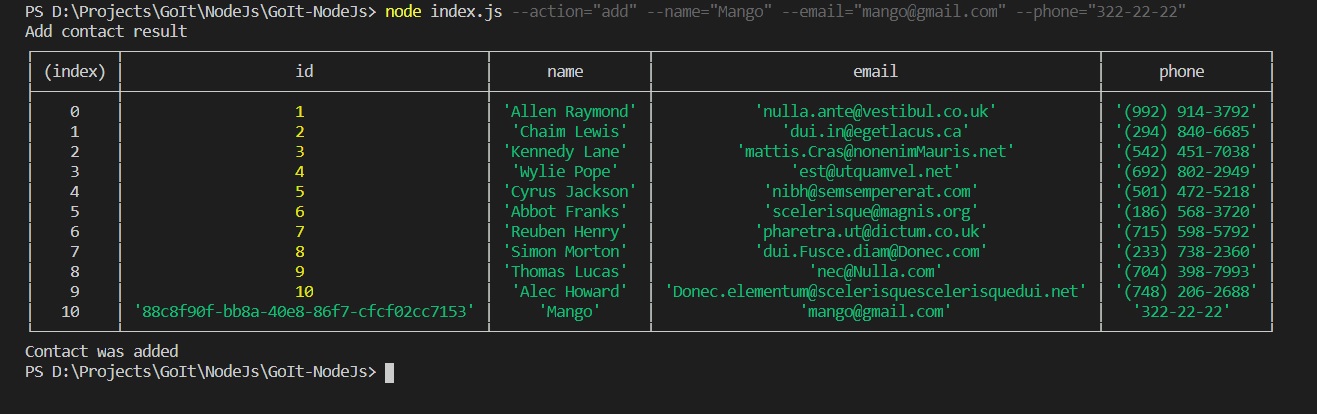 PS D:\Projects\GoIt\NodeJs\GoIt-NodeJs> node index.js --action="add" --name="Mango" --email="mango@gmail.com" --phone="322-22-22"
Add contact result
(index) id name email phone
0 1 'Allen Raymond' 'nulla.ante@vestibul.co.uk' '(992) 914-3792'
1 2 'Chaim Lewis' 'dui.in@egetlacus.ca' '(294) 840-6685'
2 3 'Kennedy Lane' 'mattis.Cras@nonenimMauris.net' '(542) 451-7038'
3 4 'Wylie Pope' 'est@utquamvel.net' '(692) 802-2949'
4 5 'Cyrus Jackson' 'nibh@semsempererat.com' '(501) 472-5218'
5 6 'Abbot Franks' 'scelerisque@magnis.org' '(186) 568-3720'
6 7 'Reuben Henry' 'pharetra.ut@dictum.co.uk' '(715) 598-5792'
7 8 'Simon Morton' 'dui.Fusce.diam@Donec.com' '(233) 738-2360'
8 9 'Thomas Lucas' 'nec@Nulla.com' '(704) 398-7993'
9 10 'Alec Howard' 'Donec.elementum@scelerisquescelerisquedui.net' '(748) 206-2688'
10 '88c8f90f-bb8a-40e8-86f7-cfcf02cc7153' 'Mango' 'mango@gmail.com' '322-22-22'
Contact was added
PS D:\Projects\GoIt\NodeJs\GoIt-NodeJs>